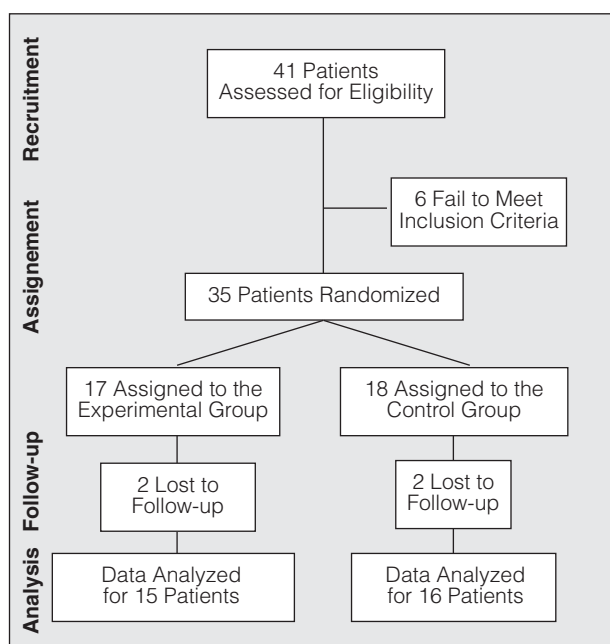 Recruitment
41 Patients
Assessed for Eligibility
6 Fail to Meet
Inclusion Criteria
Assignement
35 Patients Randomized
17 Assigned to the
Experimental Group
18 Assigned to the
Control Group
Follow-up
2 Lost to
Follow-up
2 Lost to
Follow-up
Analysis
Data Analyzed
for 15 Patients
Data Analyzed
for 16 Patients